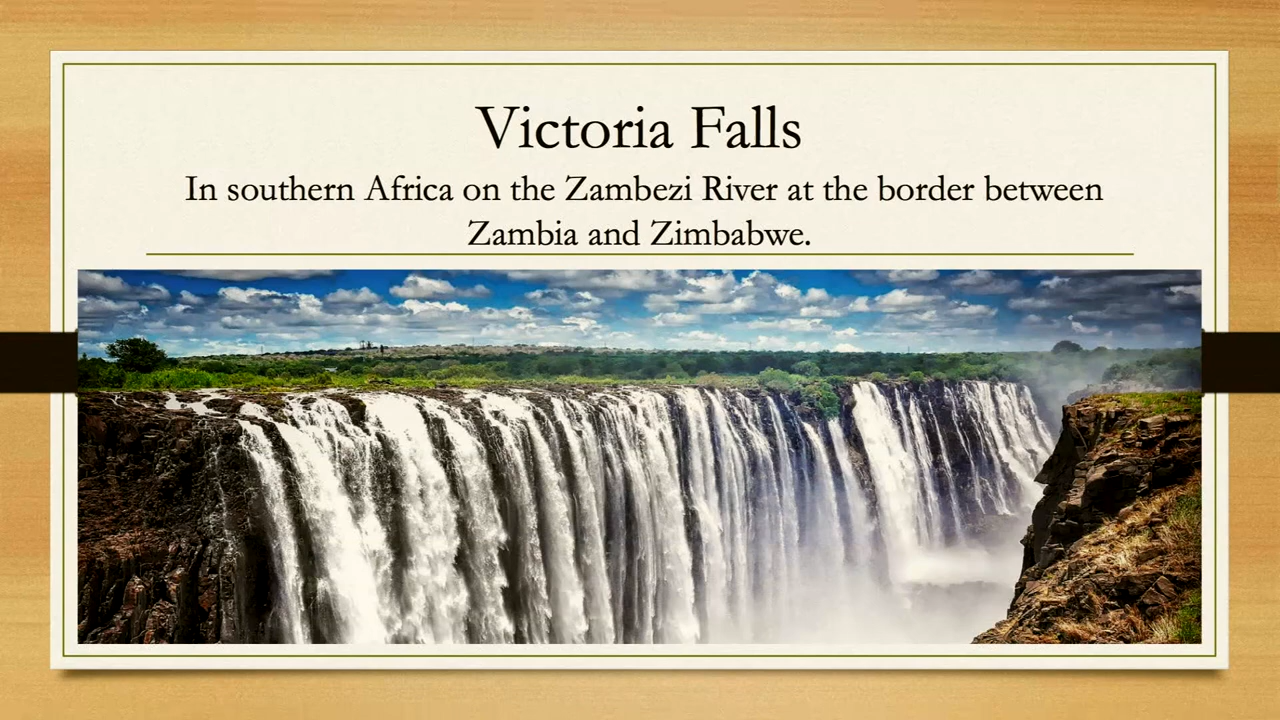 Victoria Falls
In southern Africa on the Zambezi River at the border between
Zambia and Zimbabwe.